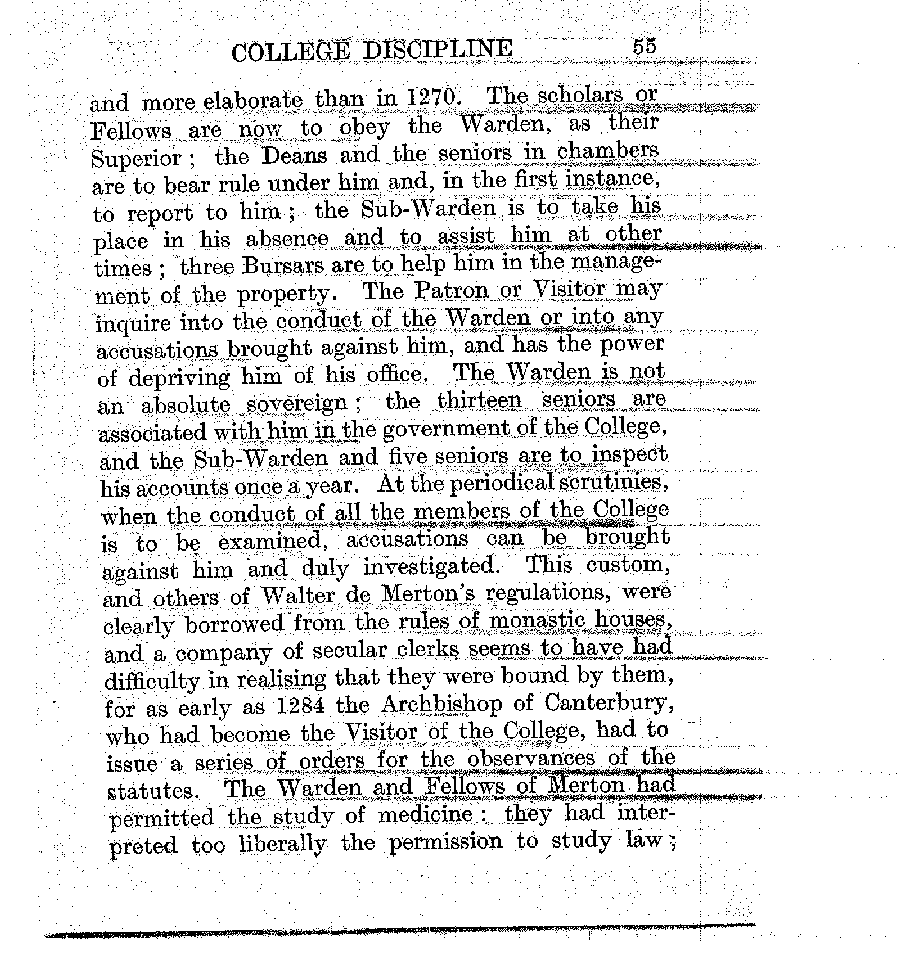 COLLEGE DISCIPLINE 55
and more elaborate than in 1270. The scholars or
Fellows are now to obey the Warden, as their
Superior; the Deans and the seniors in chambers
are to bear rule under him and, in the first instance,
to report to him; the Sub-Warden is to take his
place in his absence and to assist him at other
times; three Bursars are to help him in the manage-
ment of the property. The Patron or Visitor may
inquire into the conduct of the Warden or into any
accusations brought against him, and has the power
of depriving him of his office. The Warden is not
an absolute sovereign; the thirteen seniors are
associated with him in the government of the College,
and the Sub-Warden and five seniors are to inspect
his accounts once a year. At the periodical scrutinies,
when the conduct of all the members of the College
is to be examined, accusations can be brought
against him and duly investigated. This custom,
and others of Walter de Merton's regulations, were
clearly borrowed from the rules of monastic houses,
and a company of secular clerks seems to have had
difficulty in realising that they were bound by them,
for as early as 1284 the Archbishop of Canterbury,
who had become the Visitor of the College, had to
issue a series of orders for the observances of the
statutes. The Warden and Fellows of Merton had
permitted the study of medicine: they had inter-
preted too liberally the permission to study law;